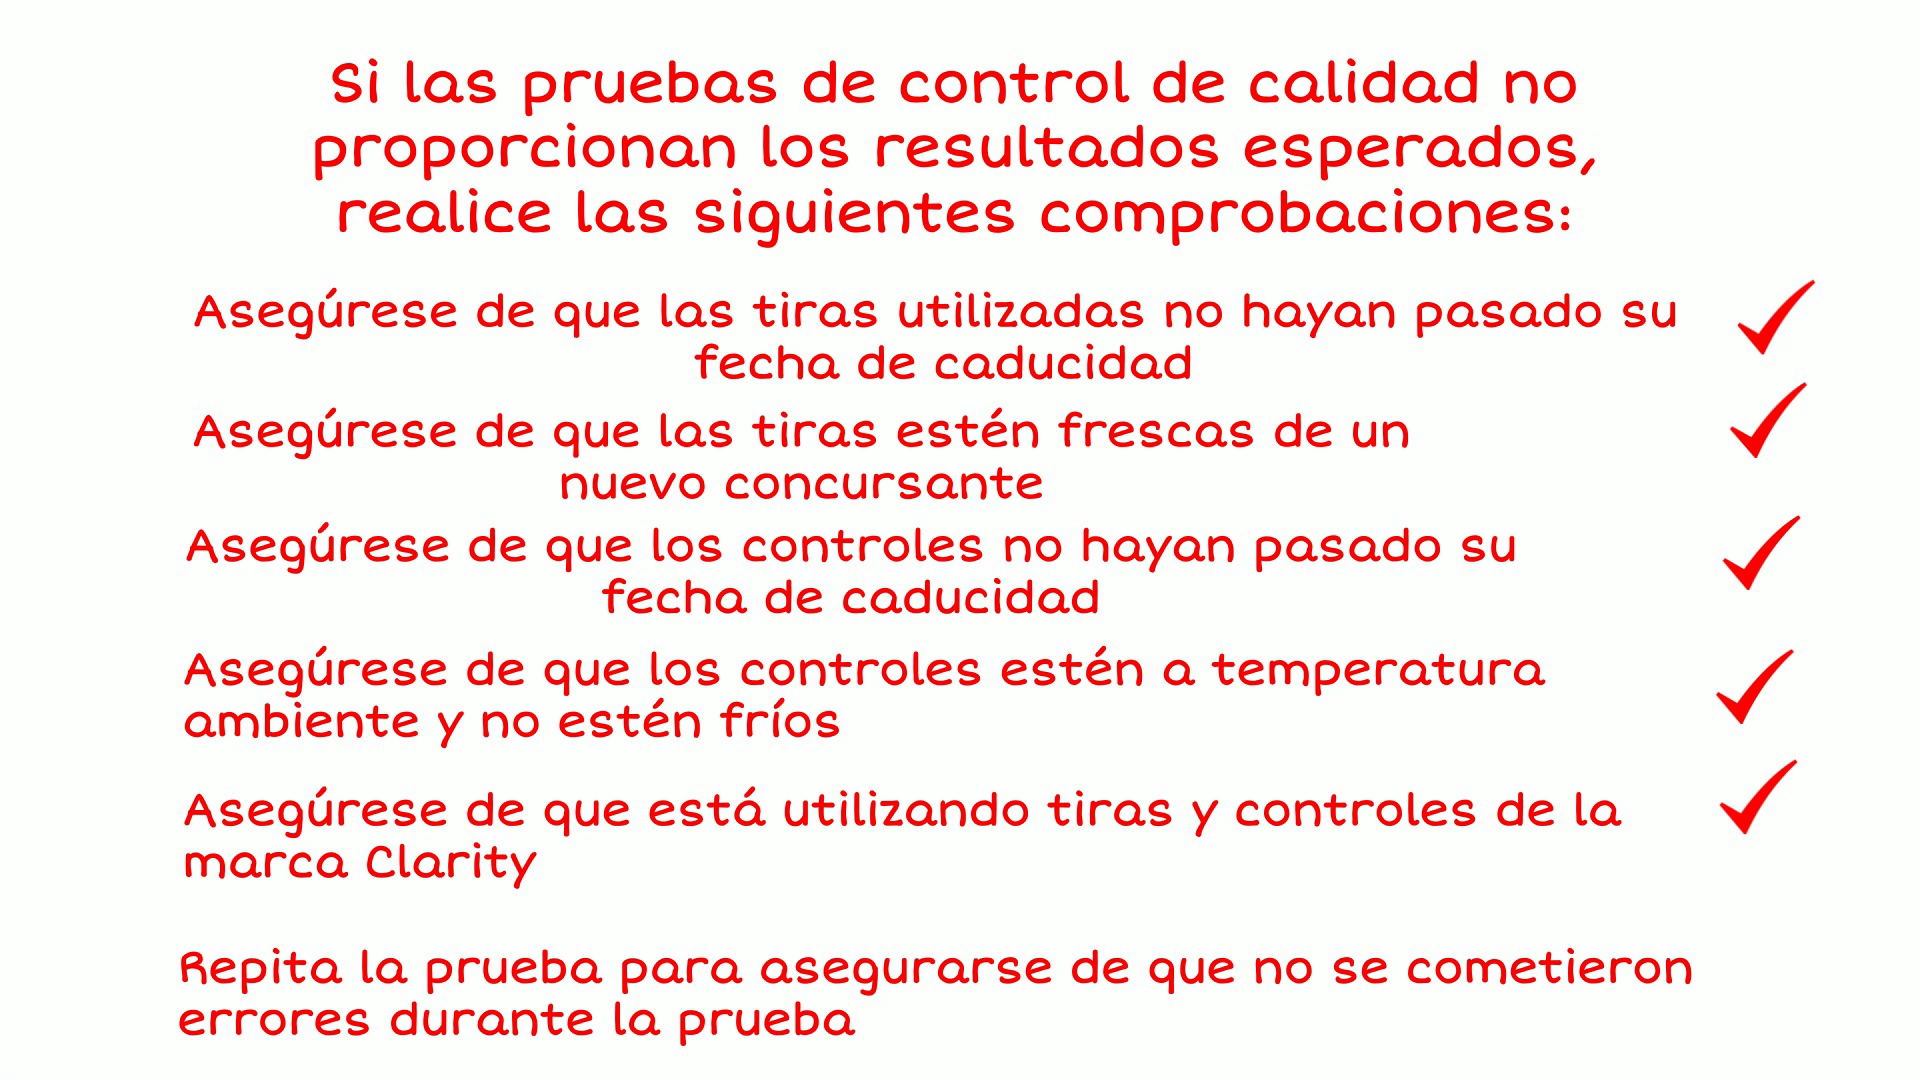 Si las pruebas de control de calidad no
proporcionan los resultados esperados,
realice las siguientes comprobaciones:
Asegúrese de que las tiras utilizadas no hayan pasado su
fecha de caducidad
Asegúrese de que las tiras estén frescas de un
nuevo concursante
Asegúrese de que los controles no hayan pasado su
fecha de caducidad
Asegúrese de que los controles estén a temperatura
ambiente y no estén fríos
Asegúrese de que está utilizando tiras y controles de la
marca Clarity
Repita la prueba para asegurarse de que no se cometieron
errores durante la prueba